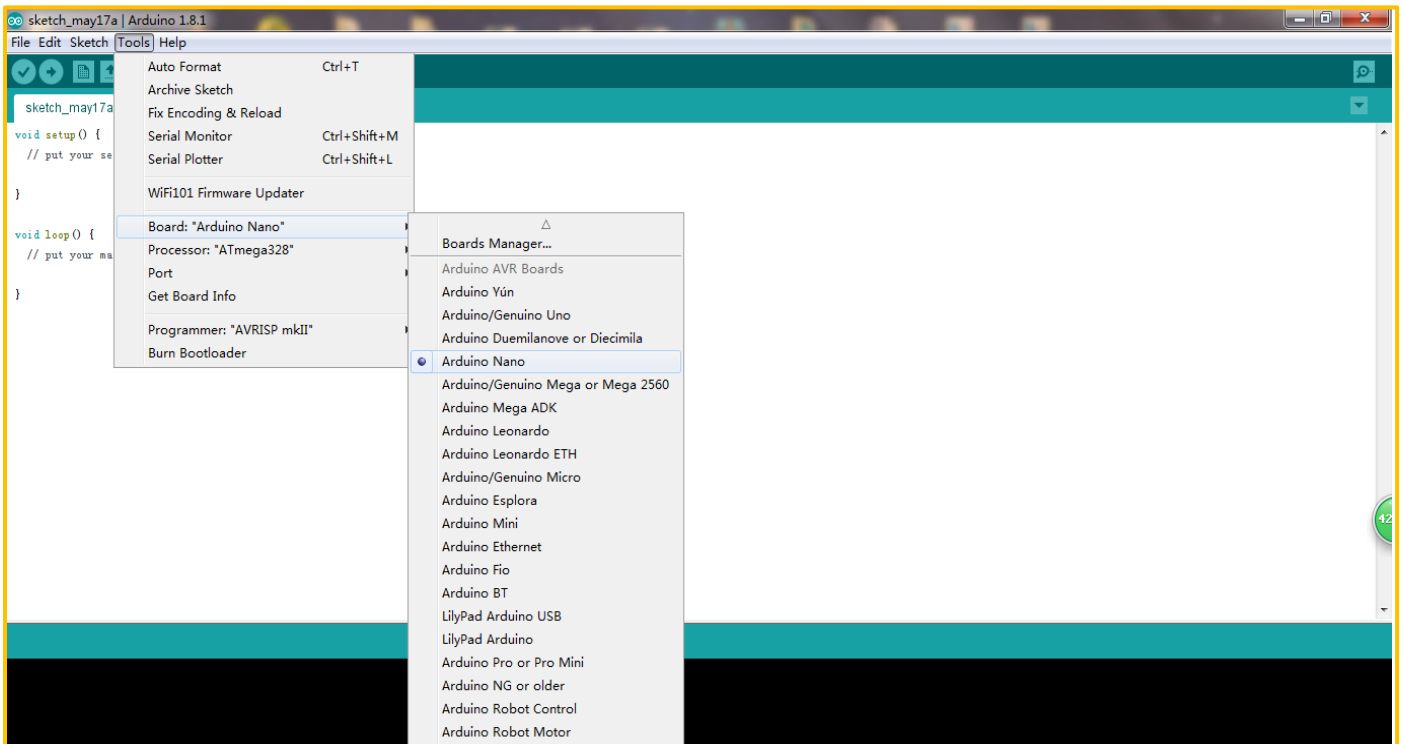 sketch_may17a | Arduino 1.8.1
File Edit Sketch Tools Help
sketch_may17a
void setup() {
// put your se
}
void loop() {
// put your ma
}
Auto Format Ctrl+T
Archive Sketch
Fix Encoding & Reload
Serial Monitor Ctrl+Shift+M
Serial Plotter Ctrl+Shift+L
WiFi101 Firmware Updater
Board: "Arduino Nano"
Processor: "ATmega328"
Port
Get Board Info
Programmer: "AVRISP mkII"
Burn Bootloader
Boards Manager...
Arduino AVR Boards
Arduino Yún
Arduino/Genuino Uno
Arduino Duemilanove or Diecimila
Arduino Nano
Arduino/Genuino Mega or Mega 2560
Arduino Mega ADK
Arduino Leonardo
Arduino Leonardo ETH
Arduino/Genuino Micro
Arduino Esplora
Arduino Mini
Arduino Ethernet
Arduino Fio
Arduino BT
LilyPad Arduino USB
LilyPad Arduino
Arduino Pro or Pro Mini
Arduino NG or older
Arduino Robot Control
Arduino Robot Motor
42